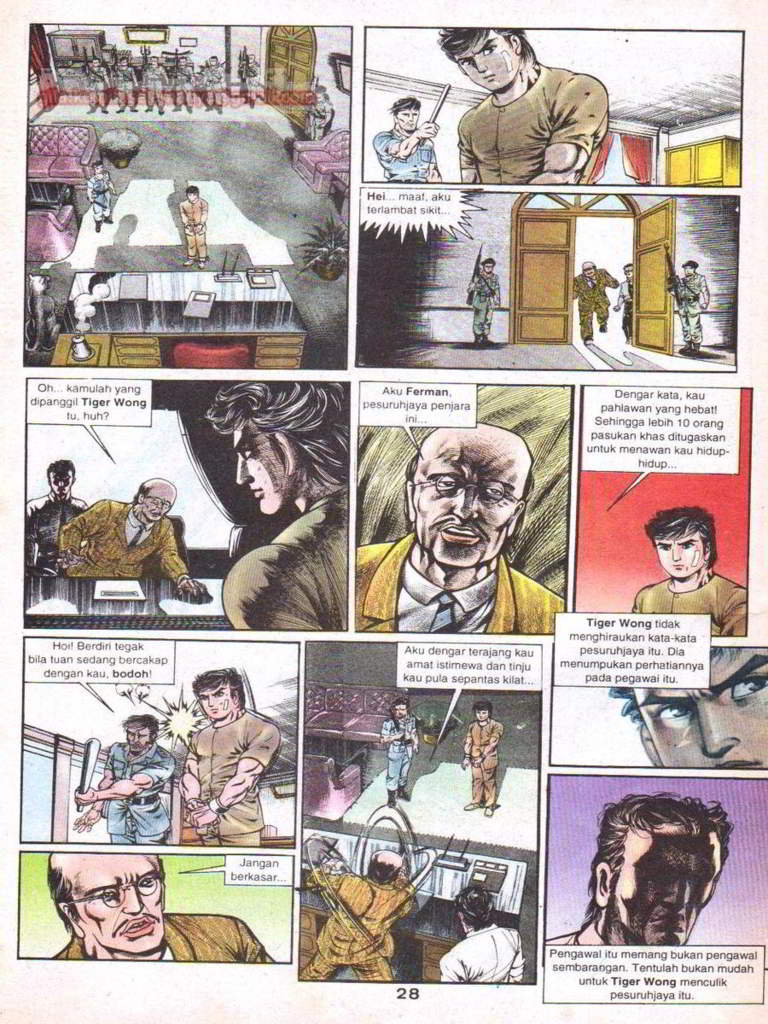 Hei... maaf, aku
terlambat sikit...
Oh... kamulah yang
dipanggil Tiger Wong
tu, huh?
Aku Ferman,
pesuruhjaya penjara
ini...
Dengar kata, kau
pahlawan yang hebat!
Sehingga lebih 10 orang
pasukan khas ditugaskan
untuk menawan kau hidup-
hidup...
Tiger Wong tidak
menghiraukan kata-kata
pesuruhjaya itu. Dia
menumpukan perhatiannya
pada pegawai itu.
Hoi! Berdiri tegak
bila tuan sedang bercakap
dengan kau, bodoh!
Aku dengar terajang kau
amat istimewa dan tinju
kau pula sepantas kilat...
Jangan
berkasar...
Pengawal itu memang bukan pengawal
sembarangan. Tentulah bukan mudah
untuk Tiger Wong menculik
pesuruhjaya itu.
28